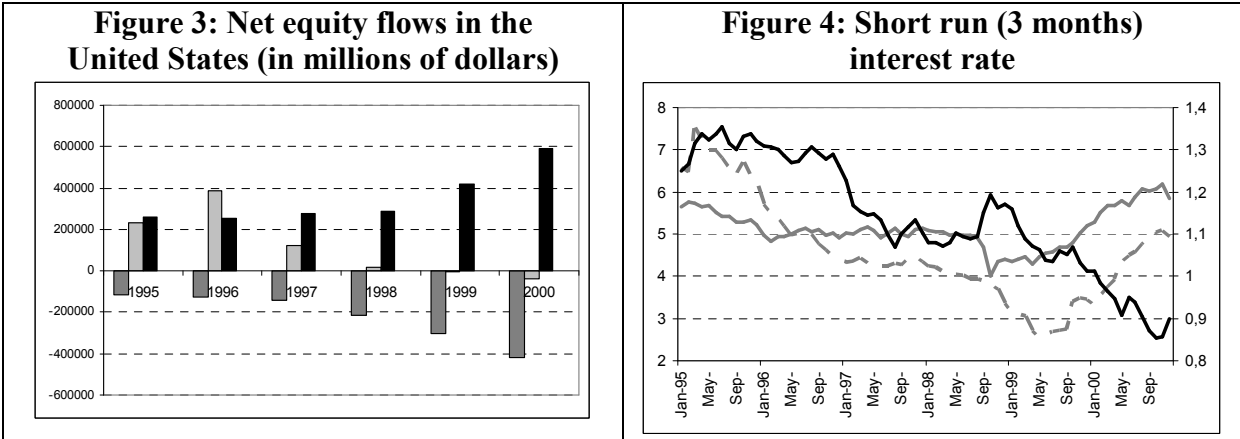 Figure 3: Net equity flows in the
United States (in millions of dollars)
800000
600000
400000
200000
0
-200000
-400000
-600000
1995
1996
1997
1998
1999
2000
Figure 4: Short run (3 months)
interest rate
8
7
6
5
4
3
2
1,4
1,3
1,2
1,1
1
0,9
0,8
Jan-95
May-
Sep-
Jan-96
May-
Sep-
Jan-97
May-
Sep-
Jan-98
May-
Sep-
Jan-99
May-
Sep-
Jan-00
May-
Sep-